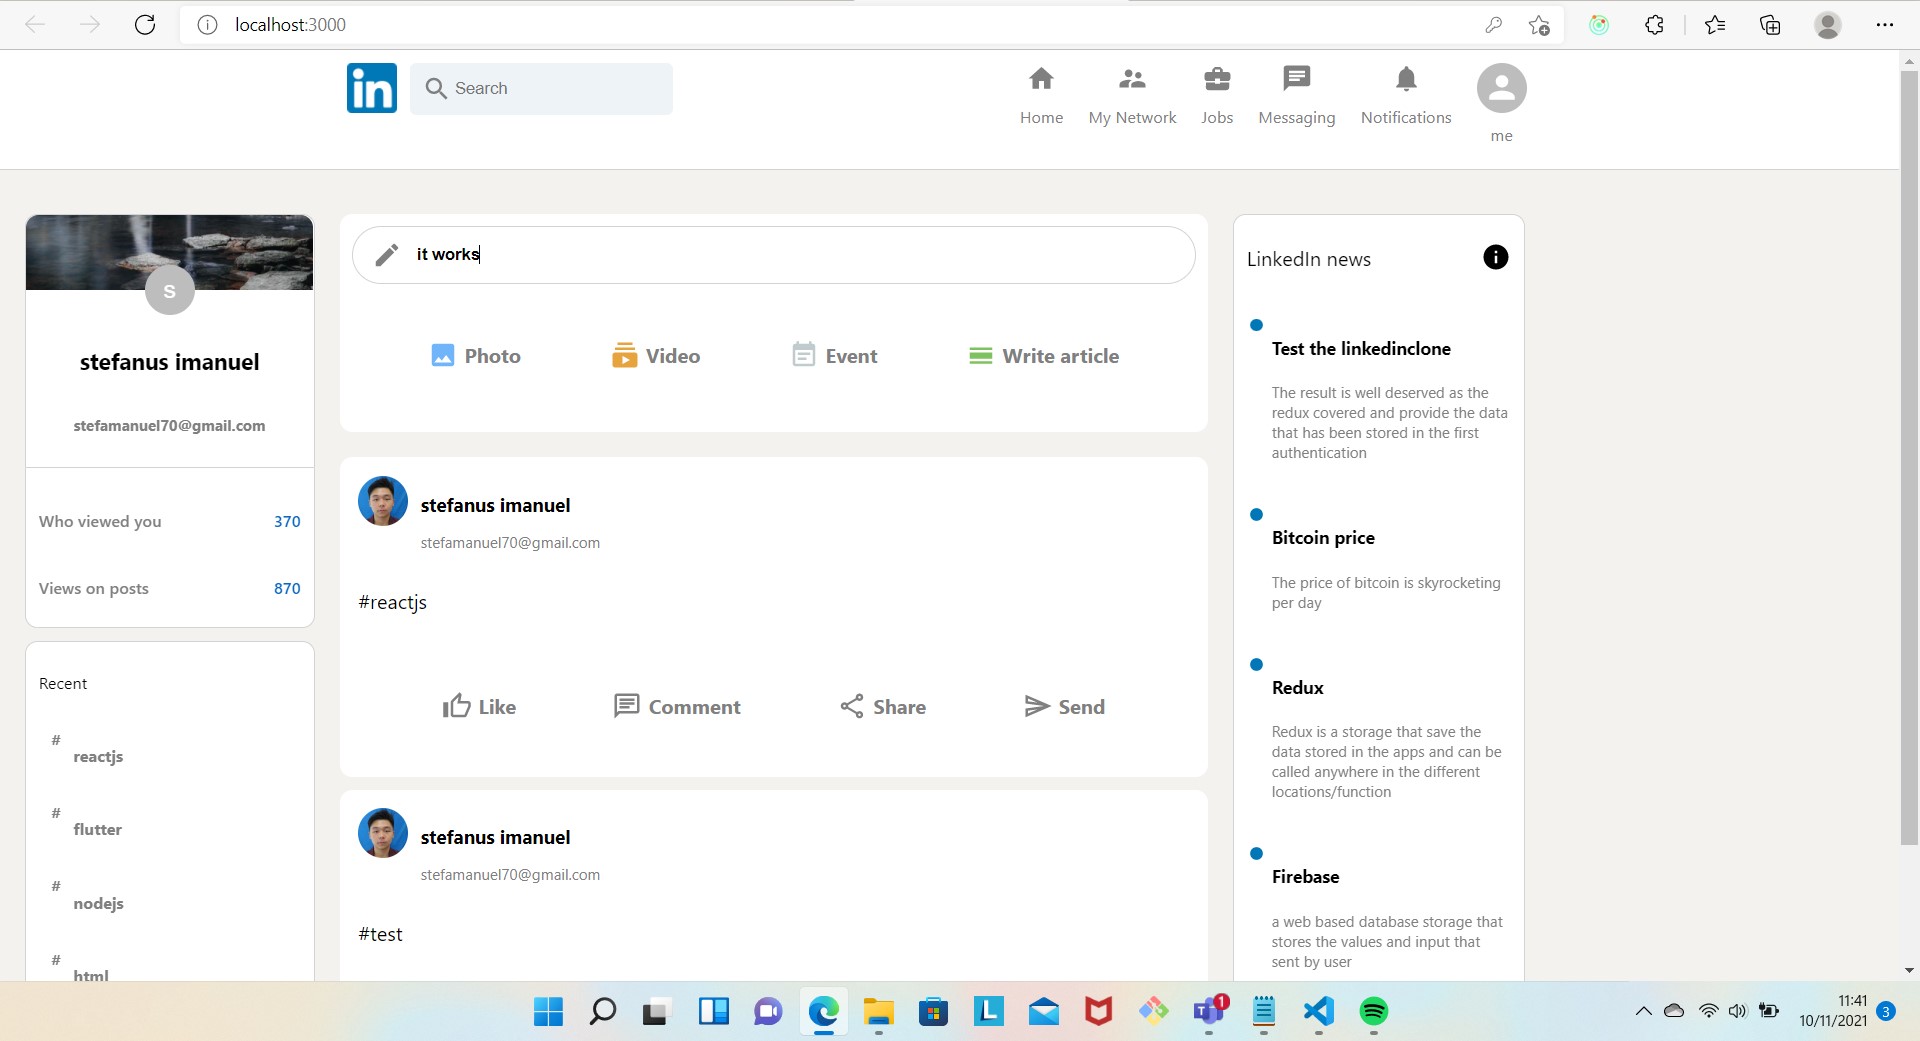 localhost:3000
in
Search
Home
My Network
Jobs
Messaging
Notifications
me
S
stefanus imanuel
stefamanuel70@gmail.com
Who viewed you 370
Views on posts 870
Recent
# reactjs
# flutter
# nodejs
# html
it works
Photo
Video
Event
Write article
stefanus imanuel
stefamanuel70@gmail.com
#reactjs
Like
Comment
Share
Send
stefanus imanuel
stefamanuel70@gmail.com
#test
LinkedIn news
Test the linkedinclone
The result is well deserved as the
redux covered and provide the data
that has been stored in the first
authentication
Bitcoin price
The price of bitcoin is skyrocketing
per day
Redux
Redux is a storage that save the
data stored in the apps and can be
called anywhere in the different
locations/function
Firebase
a web based database storage that
stores the values and input that
sent by user
L
T
1
11:41
10/11/2021
3